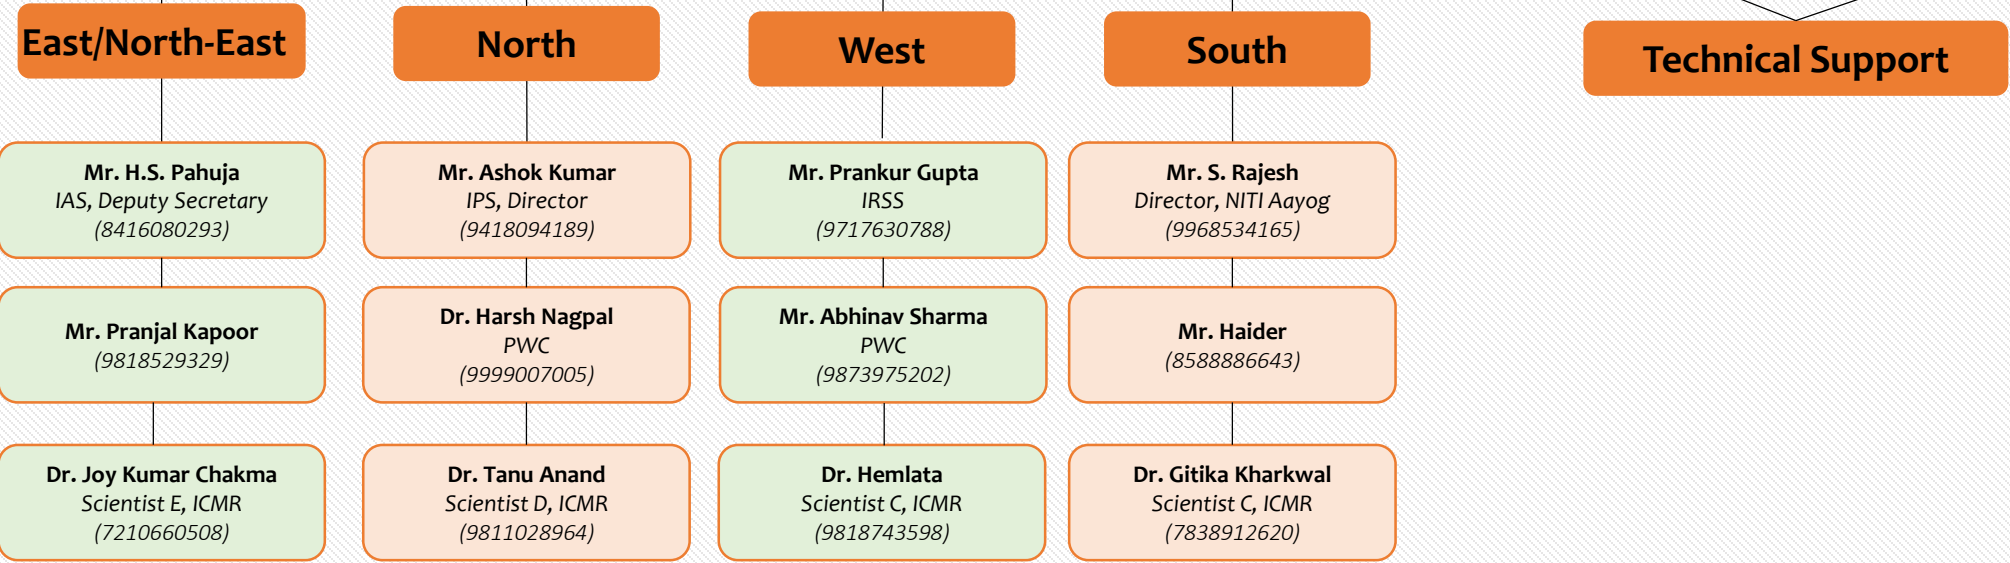 East/North-East
North
West
South
Technical Support
Mr. H.S. Pahuja
IAS, Deputy Secretary
(8416080293)
Mr. Ashok Kumar
IPS, Director
(9418094189)
Mr. Prankur Gupta
IRSS
(9717630788)
Mr. S. Rajesh
Director, NITI Aayog
(9968534165)
Mr. Pranjal Kapoor
(9818529329)
Dr. Harsh Nagpal
PWC
(9999007005)
Mr. Abhinav Sharma
PWC
(9873975202)
Mr. Haider
(8588886643)
Dr. Joy Kumar Chakma
Scientist E, ICMR
(7210660508)
Dr. Tanu Anand
Scientist D, ICMR
(9811028964)
Dr. Hemlata
Scientist C, ICMR
(9818743598)
Dr. Gitika Kharkwal
Scientist C, ICMR
(7838912620)